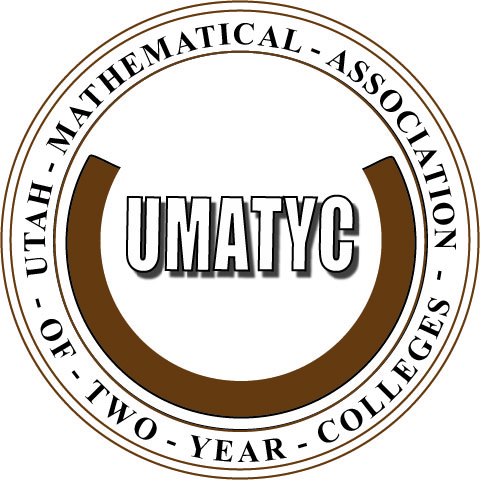 UTAH - MATHEMATICAL - ASSOCIATION - OF - TWO - YEAR - COLLEGES -
UMATYC